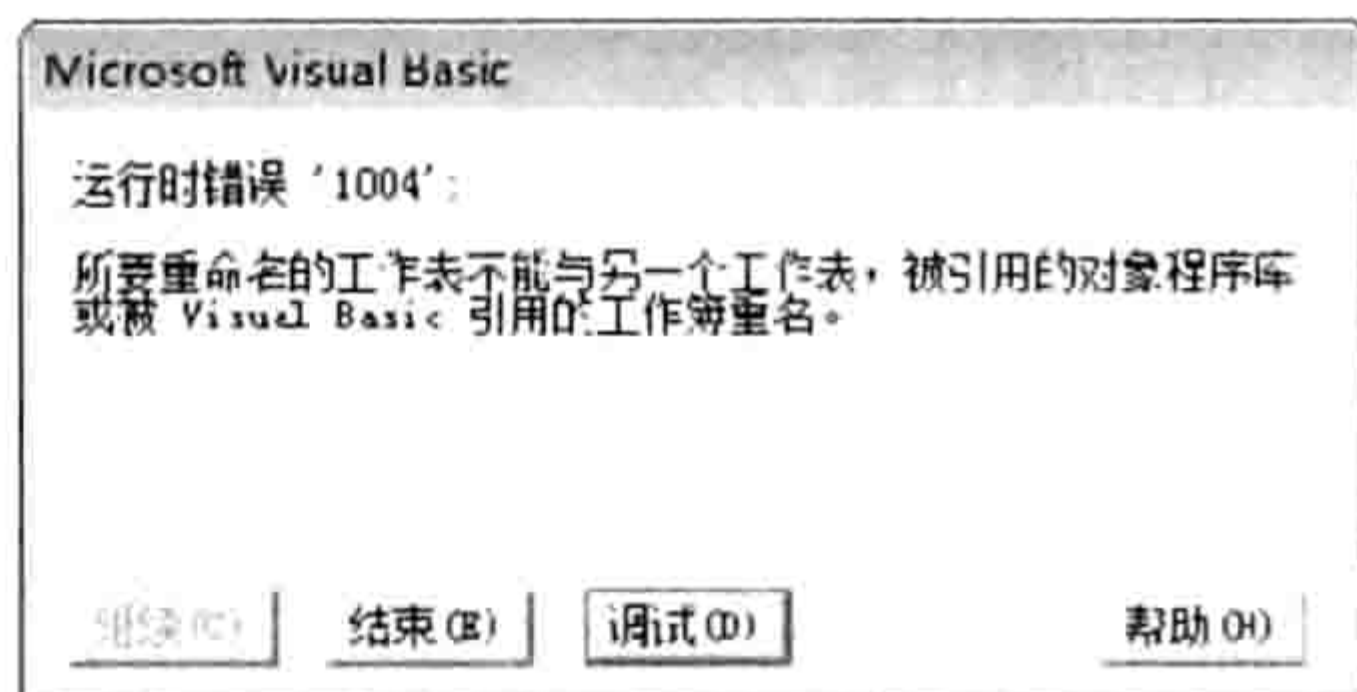 Microsoft Visual Basic
运行时错误 '1004':
所要重命名的工作表不能与另一个工作表，被引用的对象程序库
或被 Visual Basic 引用的工作簿重名。
继续(C) 结束(E) 调试(D) 帮助(H)